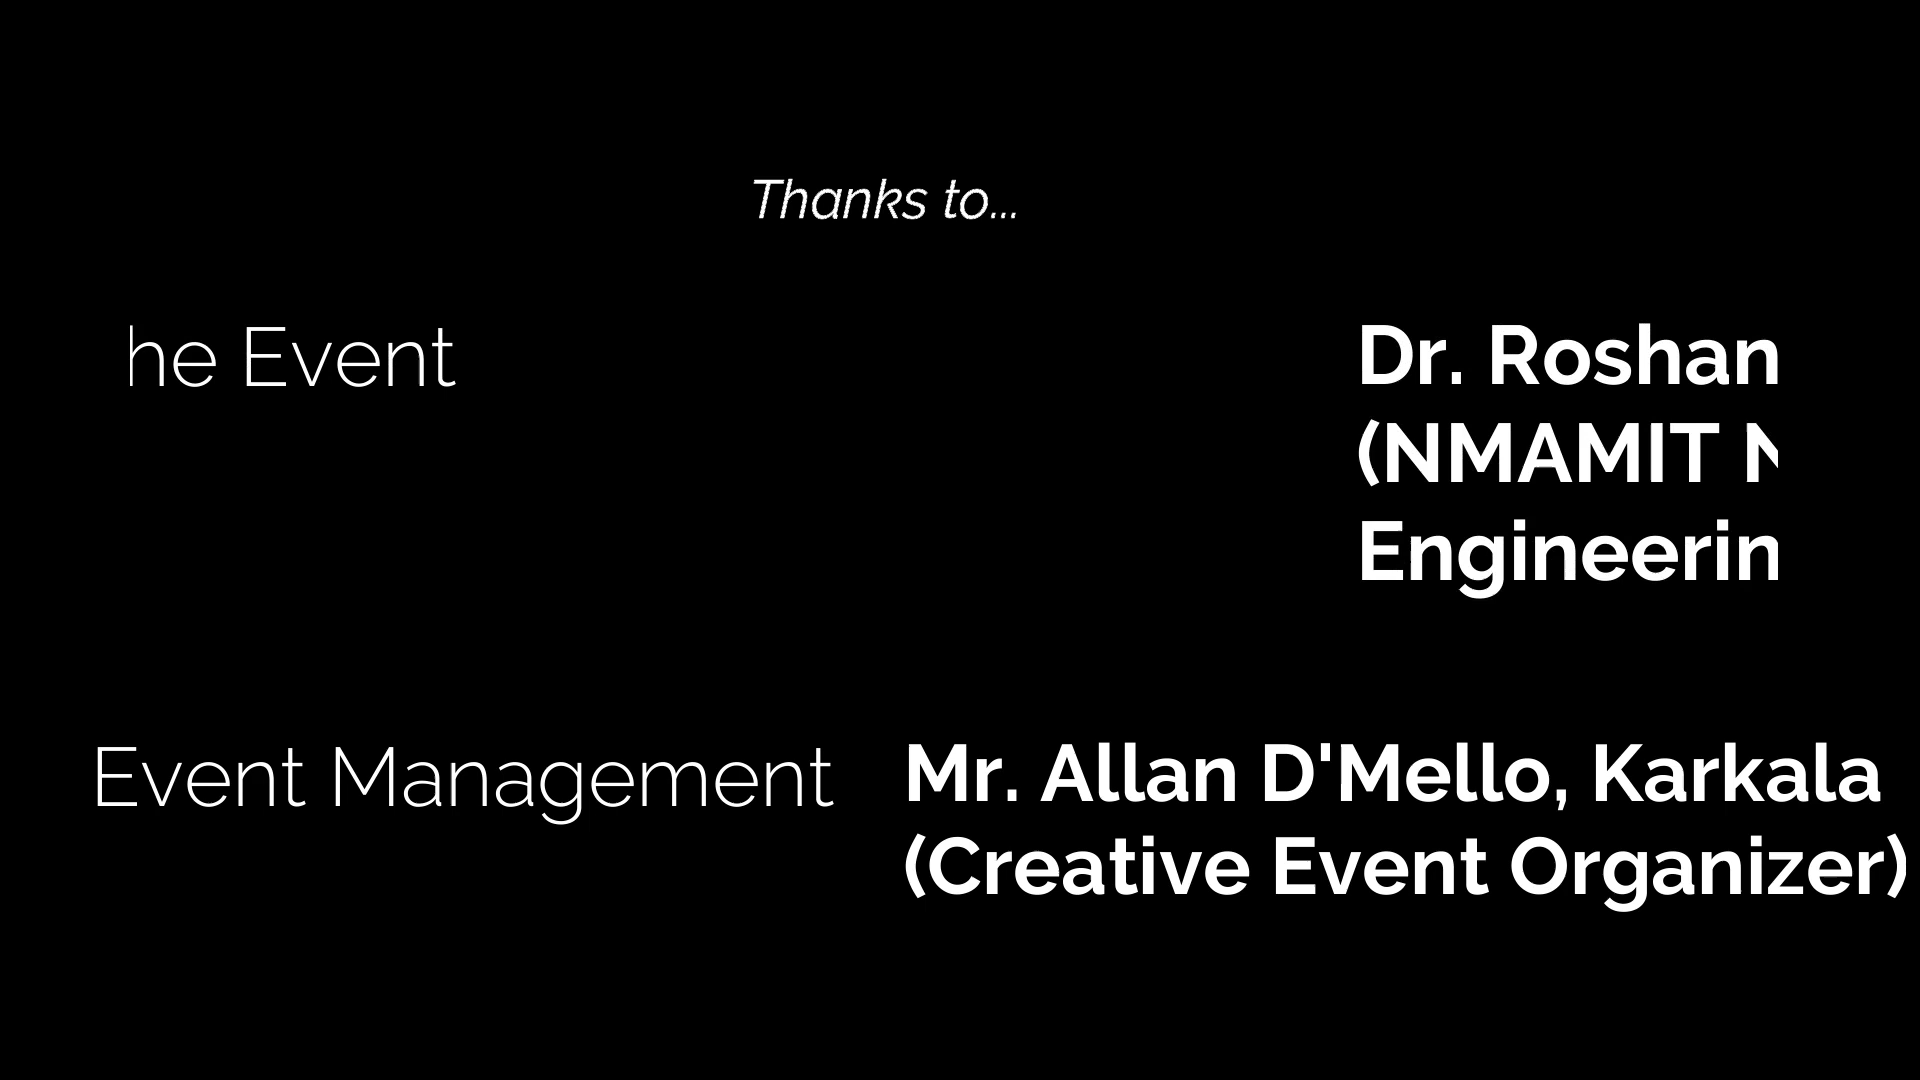 Thanks to...
he Event
Dr. Roshan
(NMAMIT
Engineerin
Event Management
Mr. Allan D'Mello, Karkala
(Creative Event Organizer)